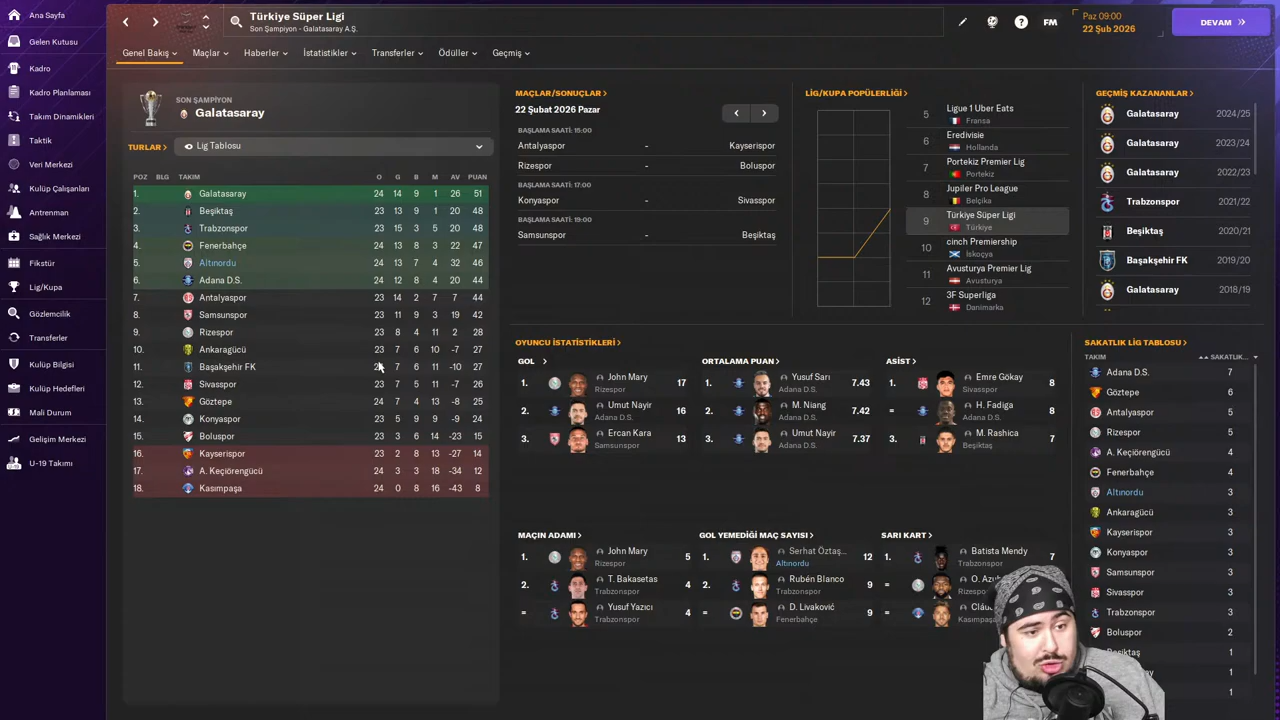 Ana Sayfa
Gelen Kutusu
Kadro
Kadro Planlaması
Takım Dinamikleri
Taktik
Veri Merkezi
Kulüp Çalışanları
Antrenman
Sağlık Merkezi
Fikstür
Lig/Kupa
Gözlemcilik
Transferler
Kulüp Bilgisi
Kulüp Hedefleri
Mali Durum
Gelişim Merkezi
U-19 Takımı
Türkiye Süper Ligi
Son Şampiyon - Galatasaray A.Ş.
FM
Paz 09:00
22 Şub 2026
DEVAM
Genel Bakış
Maçlar
Haberler
İstatistikler
Transferler
Ödüller
Geçmiş
SON ŞAMPİYON
Galatasaray
TURLAR
Lig Tablosu
POZ BLG TAKIM O G B M AV PUAN
1. Galatasaray 24 14 9 1 26 51
2. Beşiktaş 23 13 9 1 20 48
3. Trabzonspor 23 15 3 5 20 48
4. Fenerbahçe 24 13 8 3 22 47
5. Altınordu 24 13 7 4 32 46
6. Adana D.S. 24 12 8 4 20 44
7. Antalyaspor 23 14 2 7 7 44
8. Samsunspor 23 11 9 3 19 42
9. Rizespor 23 8 4 11 2 28
10. Ankaragücü 23 7 6 10 -7 27
11. Başakşehir FK 7 6 11 -10 27
12. Sivasspor 23 7 5 11 -7 26
13. Göztepe 24 7 4 13 -8 25
14. Konyaspor 23 5 9 9 -9 24
15. Boluspor 23 3 6 14 -23 15
16. Kayserispor 23 2 8 13 -27 14
17. A. Keçiörengücü 24 3 3 18 -34 12
18. Kasımpaşa 24 0 8 16 -43 8
MAÇLAR/SONUÇLAR
22 Şubat 2026 Pazar
BAŞLAMA SAATİ: 15:00
Antalyaspor - Kayserispor
Rizespor - Boluspor
BAŞLAMA SAATİ: 17:00
Konyaspor - Sivasspor
BAŞLAMA SAATİ: 19:00
Samsunspor - Beşiktaş
LİG/KUPA POPÜLERLİĞİ
5 Ligue 1 Uber Eats
Fransa
6 Eredivisie
Hollanda
7 Portekiz Premier Lig
Portekiz
8 Jupiler Pro League
Belçika
9 Türkiye Süper Ligi
Türkiye
10 cinch Premiership
İskoçya
11 Avusturya Premier Lig
Avusturya
12 3F Superliga
Danimarka
GEÇMİŞ KAZANANLAR
Galatasaray 2024/25
Galatasaray 2023/24
Galatasaray 2022/23
Trabzonspor 2021/22
Beşiktaş 2020/21
Başakşehir FK 2019/20
Galatasaray 2018/19
OYUNCU İSTATİSTİKLERİ
GOL
1. John Mary 17
Rizespor
2. Umut Nayir 16
Adana D.S.
3. Ercan Kara 13
Samsunspor
ORTALAMA PUAN
1. Yusuf Sarı 7.43
Adana D.S.
2. M. Niang 7.42
Adana D.S.
3. Umut Nayir 7.37
Adana D.S.
ASİST
1. Emre Gökay 8
Sivasspor
= H. Fadiga 8
Adana D.S.
3. M. Rashica 7
Beşiktaş
MAÇIN ADAMI
1. John Mary 5
Rizespor
2. T. Bakasetas 4
Trabzonspor
= Yusuf Yazıcı 4
Trabzonspor
GOL YEMEDİĞİ MAÇ SAYISI
1. Serhat Öztaş... 12
Altınordu
2. Rubén Blanco 9
Trabzonspor
= D. Livaković 9
Fenerbahçe
SARI KART
1. Batista Mendy 7
Trabzonspor
= O.
Rizes
=
Kasımpa
SAKATLIK LİG TABLOSU
TAKIM SAKATLIK...
Adana D.S. 7
Göztepe 6
Antalyaspor 5
Rizespor 5
A. Keçiörengücü 4
Fenerbahçe 4
Altınordu 3
Ankaragücü 3
Kayserispor 3
Konyaspor 3
Samsunspor 3
Sivasspor 3
Trabzonspor 3
Boluspor 2
Beşiktaş 1
1
1